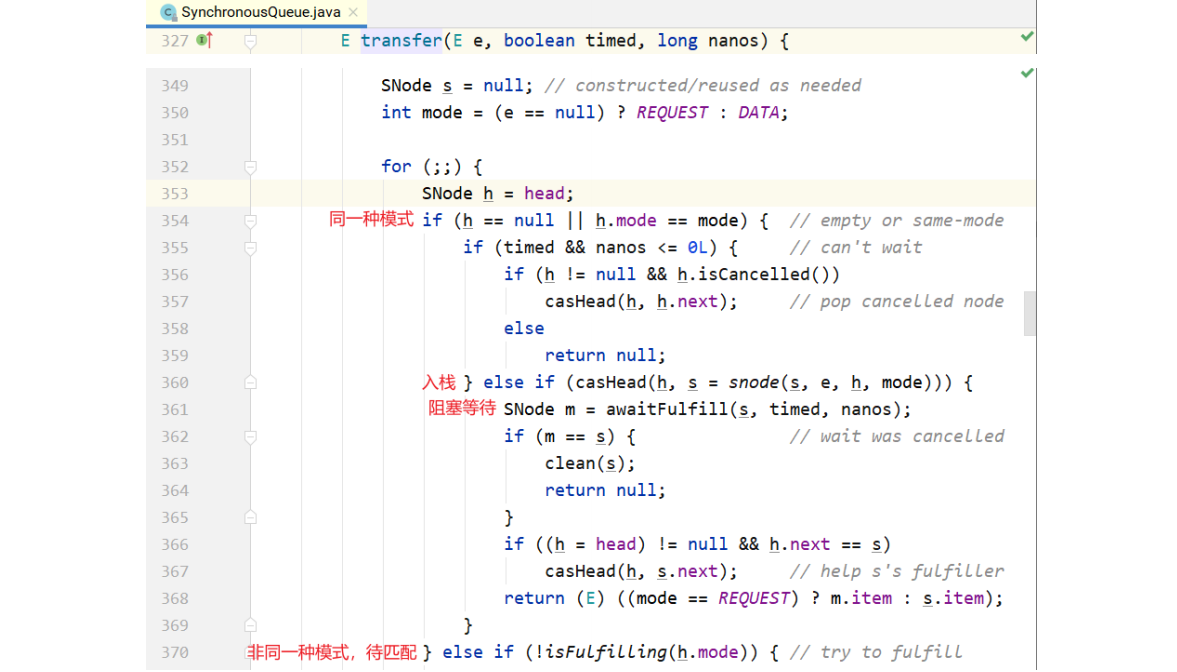 SynchronousQueue.java
327 E transfer(E e, boolean timed, long nanos) {
349 SNode s = null; // constructed/reused as needed
350 int mode = (e == null) ? REQUEST : DATA;
351
352 for (;;) {
353 SNode h = head;
354 同一种模式 if (h == null || h.mode == mode) { // empty or same-mode
355 if (timed && nanos <= 0L) { // can't wait
356 if (h != null && h.isCancelled())
357 casHead(h, h.next); // pop cancelled node
358 else
359 return null;
360 入栈 } else if (casHead(h, s = snode(s, e, h, mode))) {
361 阻塞等待 SNode m = awaitFulfill(s, timed, nanos);
362 if (m == s) { // wait was cancelled
363 clean(s);
364 return null;
365 }
366 if ((h = head) != null && h.next == s)
367 casHead(h, s.next); // help s's fulfiller
368 return (E) ((mode == REQUEST) ? m.item : s.item);
369 }
370 非同一种模式，待匹配 } else if (!isFulfilling(h.mode)) { // try to fulfill